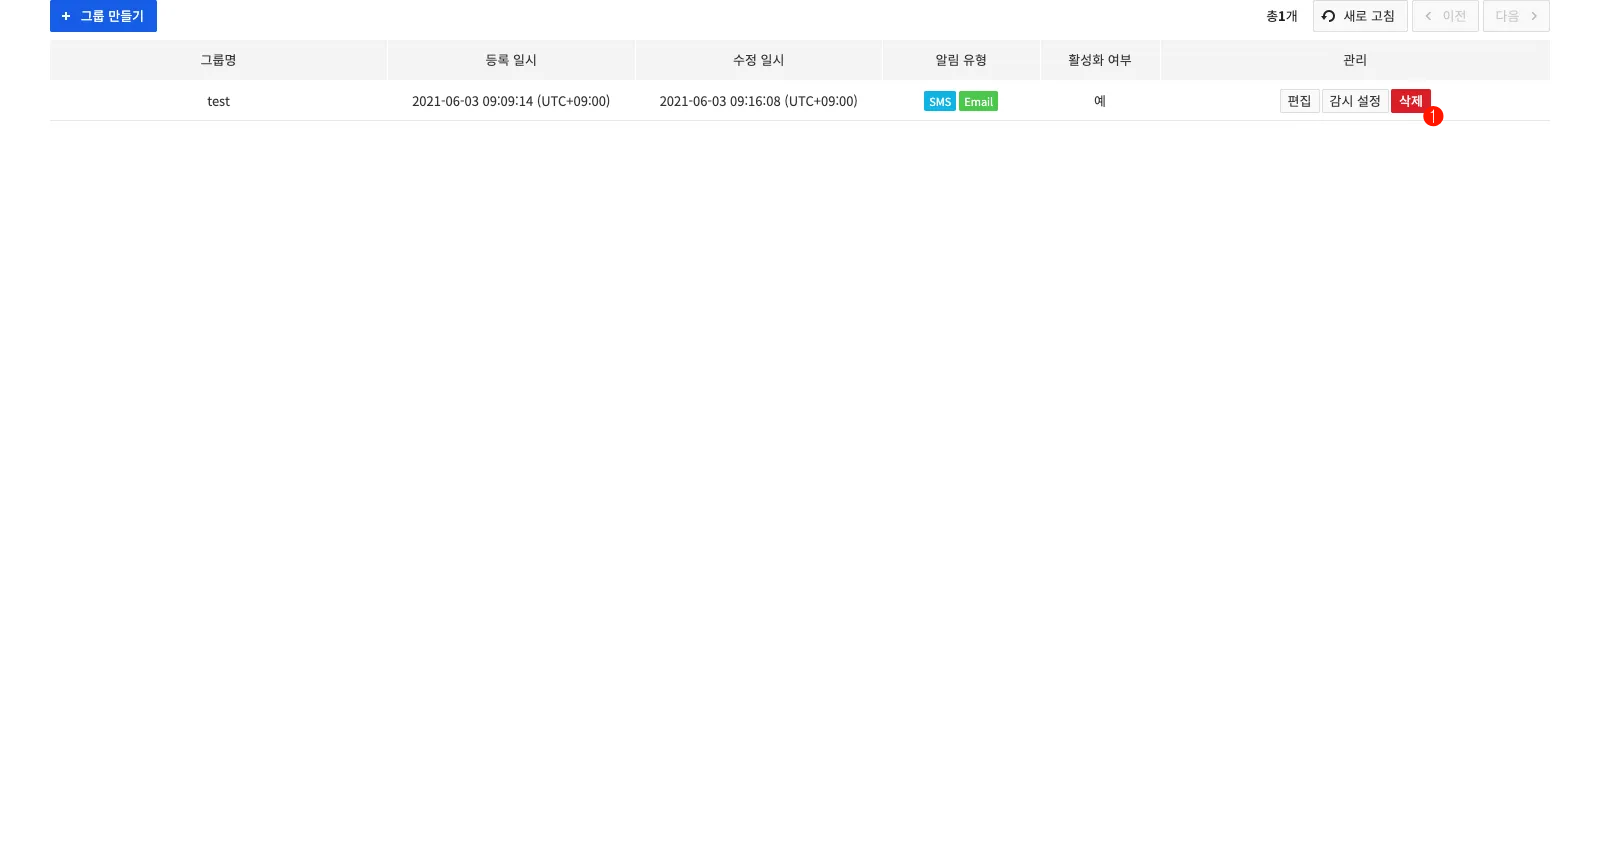 + 그룹 만들기
총1개 새로 고침 < 이전 다음 >
그룹명 등록 일시 수정 일시 알림 유형 활성화 여부 관리
test 2021-06-03 09:09:14 (UTC+09:00) 2021-06-03 09:16:08 (UTC+09:00) SMS Email 예 편집 감시 설정 삭제
1